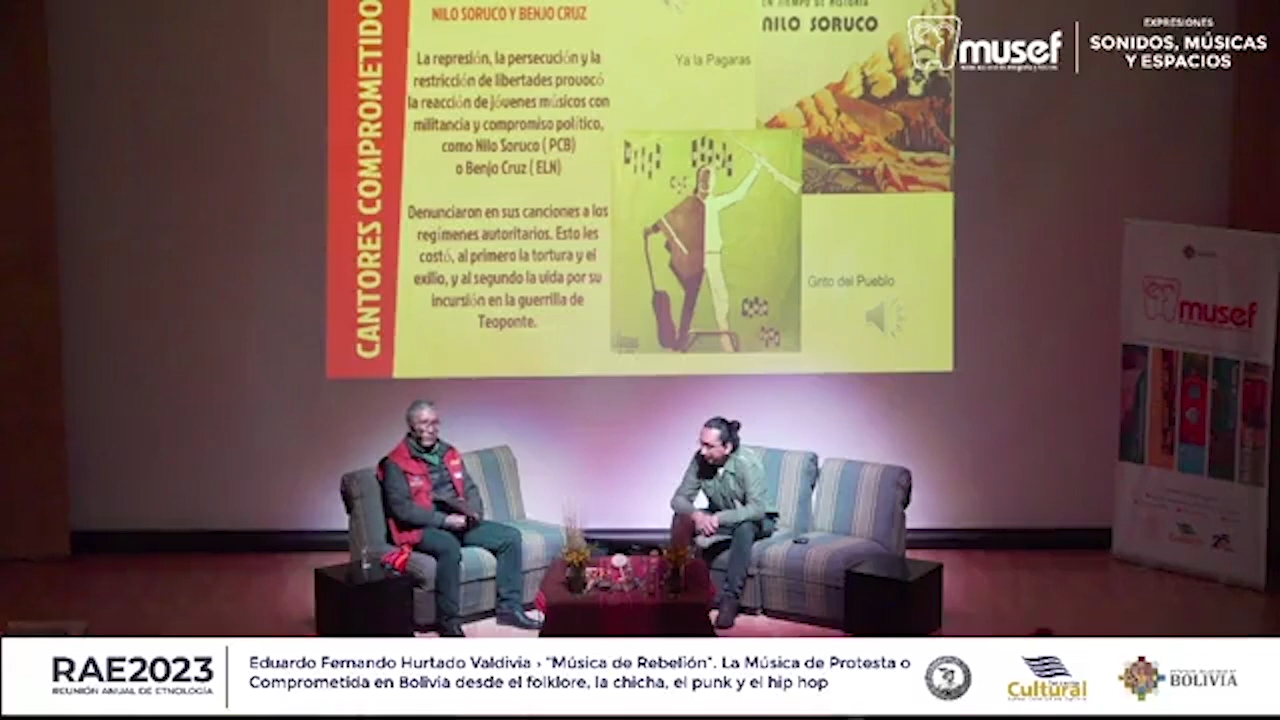 CANTORES COMPROMETIDO
NILO SORUCO Y BENJO CRUZ
La represión, la persecución y la
restricción de libertades provocó
la reacción de jóvenes músicos con
militancia y compromiso político,
como Nilo Soruco ( PCB)
o Benjo Cruz ( ELN)
Denunciaron en sus canciones a los
regímenes autoritarios. Esto les
costó, al primero la tortura y el
exilio, y al segundo la vida por su
incursión en la guerrilla de
Teoponte.
EN TIEMPO DE HISTORIA
NILO SORUCO
Ya la Pagaras
Grito del Pueblo
musef
EXPRESIONES
SONIDOS, MÚSICAS
Y ESPACIOS
musef
RAE2023
REUNIÓN ANUAL DE ETNOLOGÍA
Eduardo Fernando Hurtado Valdivia › "Música de Rebelión". La Música de Protesta o
Comprometida en Bolivia desde el folklore, la chicha, el punk y el hip hop
Cultural
BOLIVIA